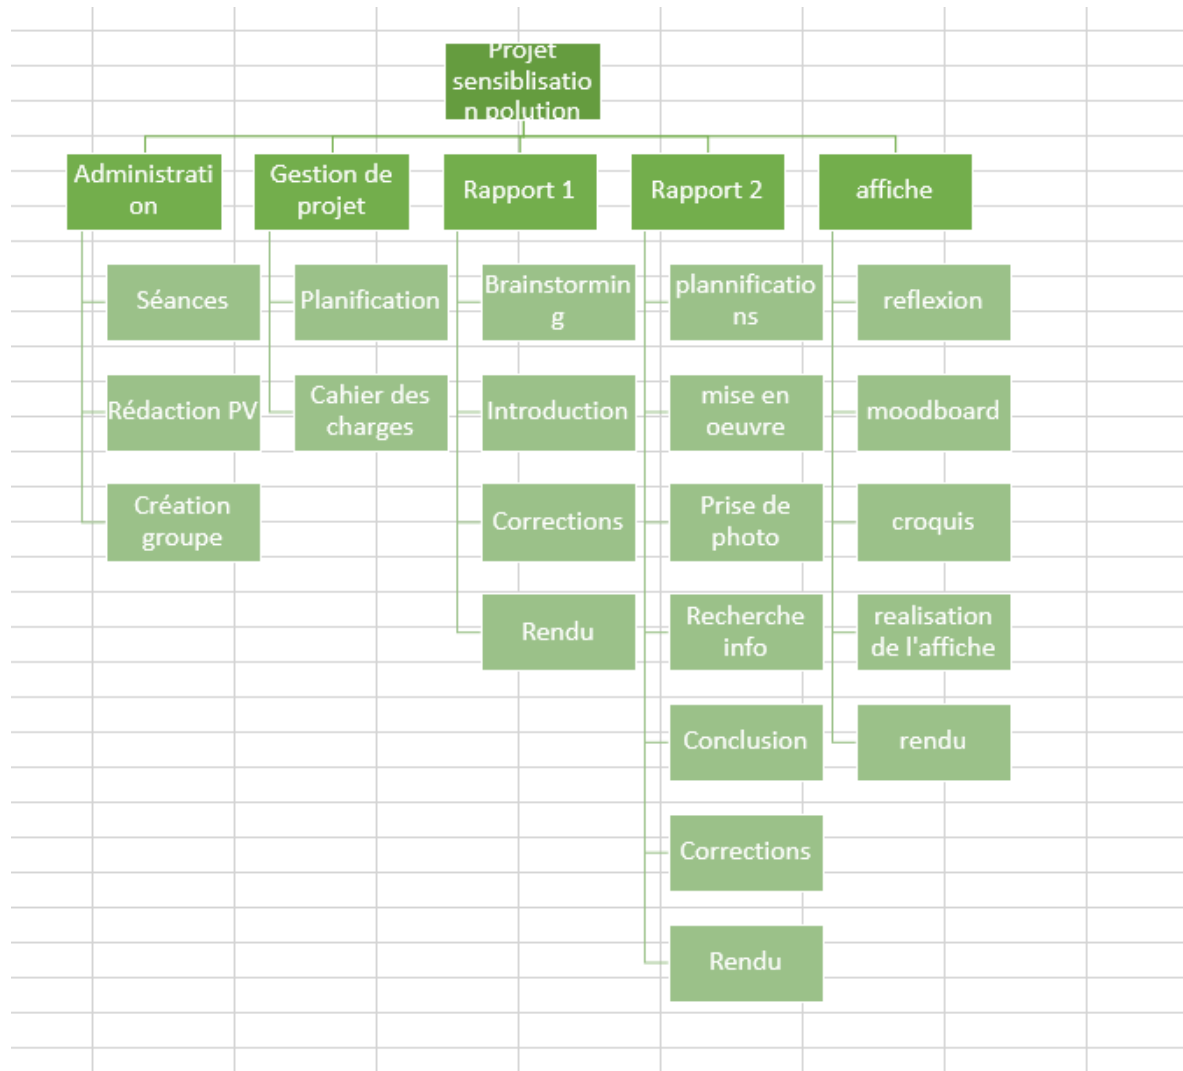 Projet
sensiblisatio
n polution
Administrati
on
Gestion de
projet
Rapport 1
Rapport 2
affiche
Séances
Planification
Brainstormin
g
plannificatio
ns
reflexion
Rédaction PV
Cahier des
charges
Introduction
mise en
oeuvre
moodboard
Création
groupe
Corrections
Prise de
photo
croquis
Rendu
Recherche
info
realisation
de l'affiche
Conclusion
rendu
Corrections
Rendu